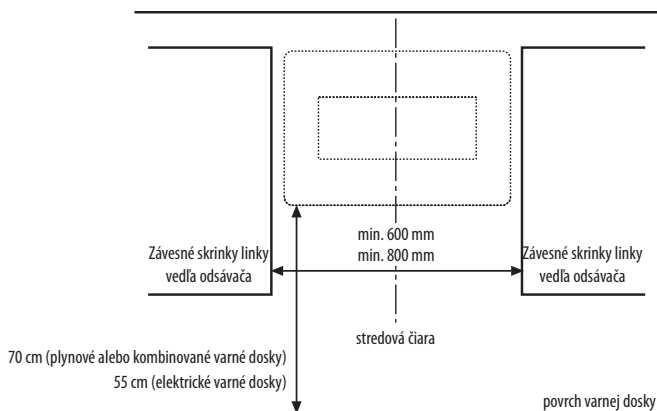 min. 600 mm
min. 800 mm
Závesné skrinky linky
vedľa odsávača
Závesné skrinky linky
vedľa odsávača
stredová čiara
70 cm (plynové alebo kombinované varné dosky)
55 cm (elektrické varné dosky)
povrch varnej dosky